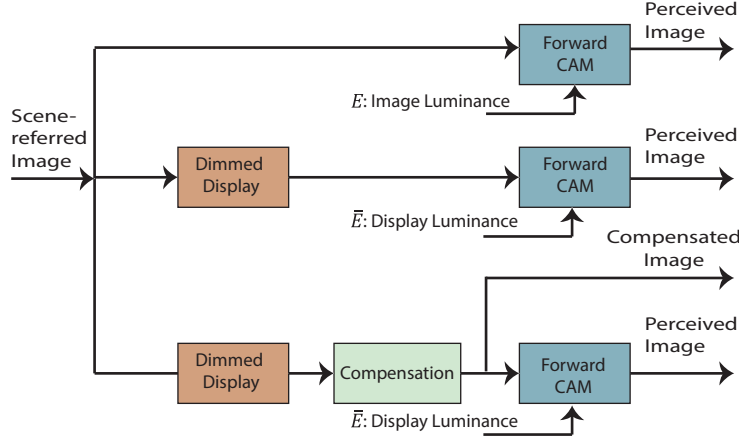 Perceived
Image
Forward
CAM
E: Image Luminance
Scene-
referred
Image
Dimmed
Display
Forward
CAM
Perceived
Image
Ē: Display Luminance
Compensated
Image
Dimmed
Display
Compensation
Forward
CAM
Perceived
Image
Ē: Display Luminance